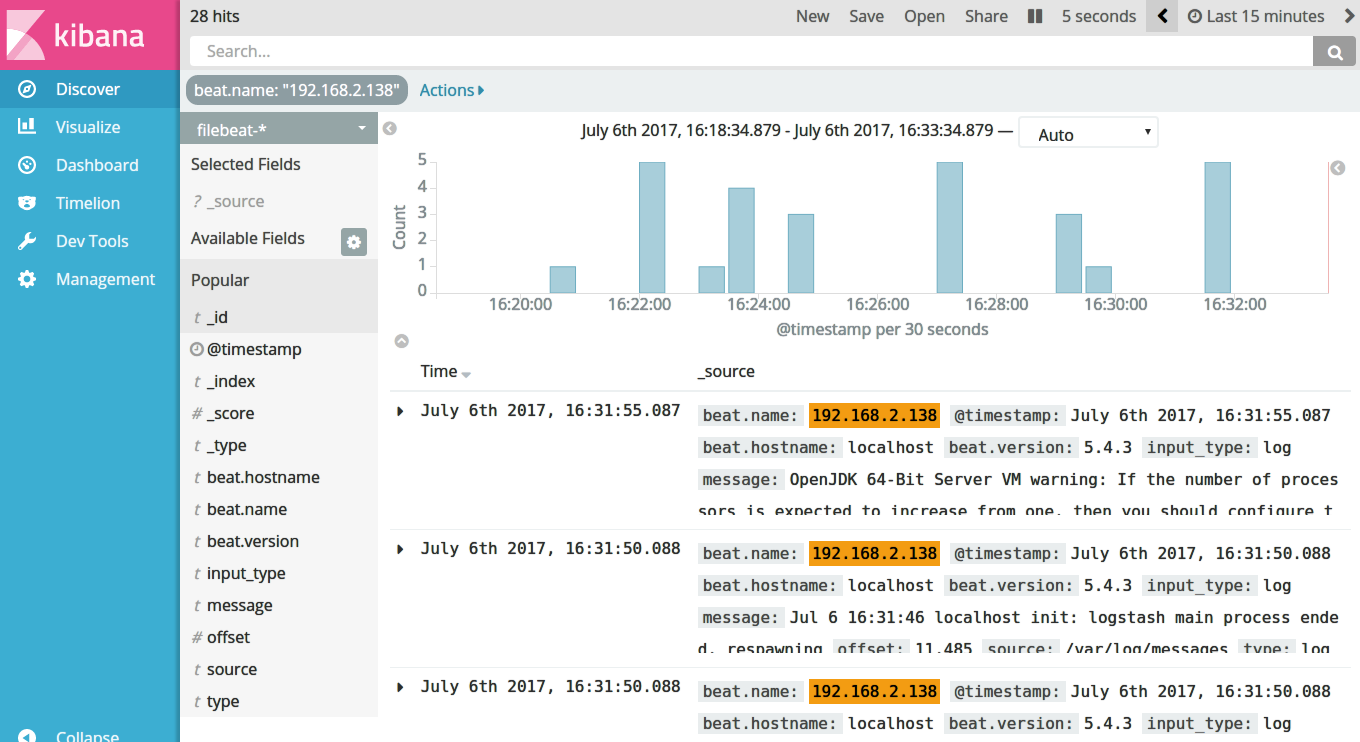 kibana
Discover
Visualize
Dashboard
Timelion
Dev Tools
Management
Collapse
28 hits
New Save Open Share 5 seconds Last 15 minutes
Search...
beat.name: "192.168.2.138" Actions
filebeat-*
Selected Fields
? _source
Available Fields
Popular
t _id
@timestamp
t _index
# _score
t _type
t beat.hostname
t beat.name
t beat.version
t input_type
t message
# offset
t source
t type
July 6th 2017, 16:18:34.879 - July 6th 2017, 16:33:34.879 — Auto
Count
5
4
3
2
1
0
16:20:00 16:22:00 16:24:00 16:26:00 16:28:00 16:30:00 16:32:00
@timestamp per 30 seconds
Time _source
July 6th 2017, 16:31:55.087 beat.name: 192.168.2.138 @timestamp: July 6th 2017, 16:31:55.087
beat.hostname: localhost beat.version: 5.4.3 input_type: log
message: OpenJDK 64-Bit Server VM warning: If the number of proces
sors is expected to increase from one, then you should configure t
July 6th 2017, 16:31:50.088 beat.name: 192.168.2.138 @timestamp: July 6th 2017, 16:31:50.088
beat.hostname: localhost beat.version: 5.4.3 input_type: log
message: Jul 6 16:31:46 localhost init: logstash main process ende
d, respawning offset: 11,485 source: /var/log/messages type: log
July 6th 2017, 16:31:50.088 beat.name: 192.168.2.138 @timestamp: July 6th 2017, 16:31:50.088
beat.hostname: localhost beat.version: 5.4.3 input_type: log